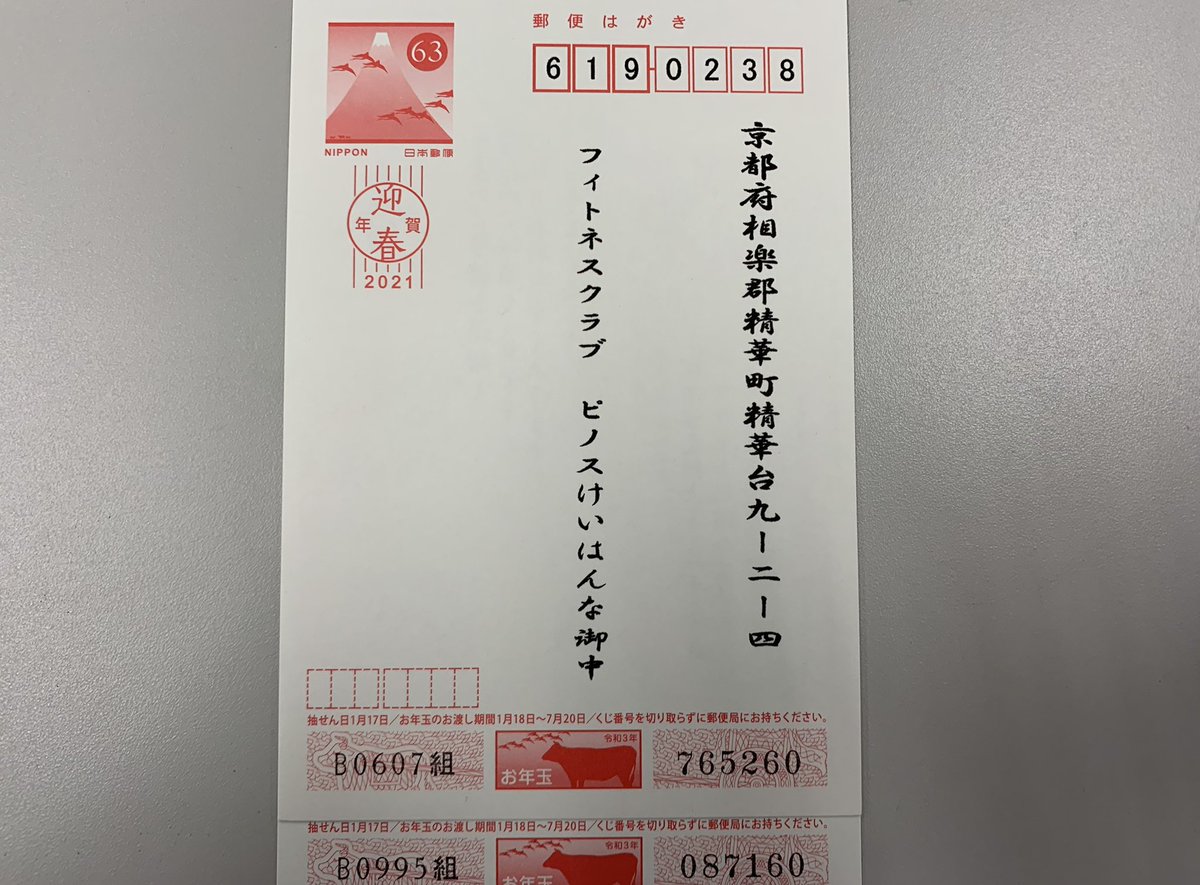 郵便はがき
63
6190238
NIPPON 日本郵便
迎春
年賀
2021
京都府相楽郡精華町精華台九ー二ー四
フィトネスクラブ ピノスけいはんな御中
抽せん日1月17日/お年玉のお渡し期間1月18日~7月20日/くじ番号を切り取らずに郵便局にお持ちください。
B0607組
令和3年
お年玉
765260
抽せん日1月17日/お年玉のお渡し期間1月18日~7月20日/くじ番号を切り取らずに郵便局にお持ちください。
B0995組
令和3年
お年玉
087160